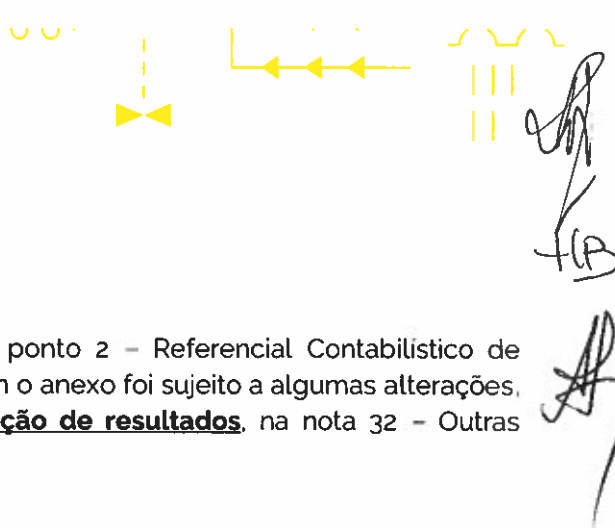 ponto 2 – Referencial Contabilístico de
o anexo foi sujeito a algumas alterações,
ção de resultados, na nota 32 – Outras